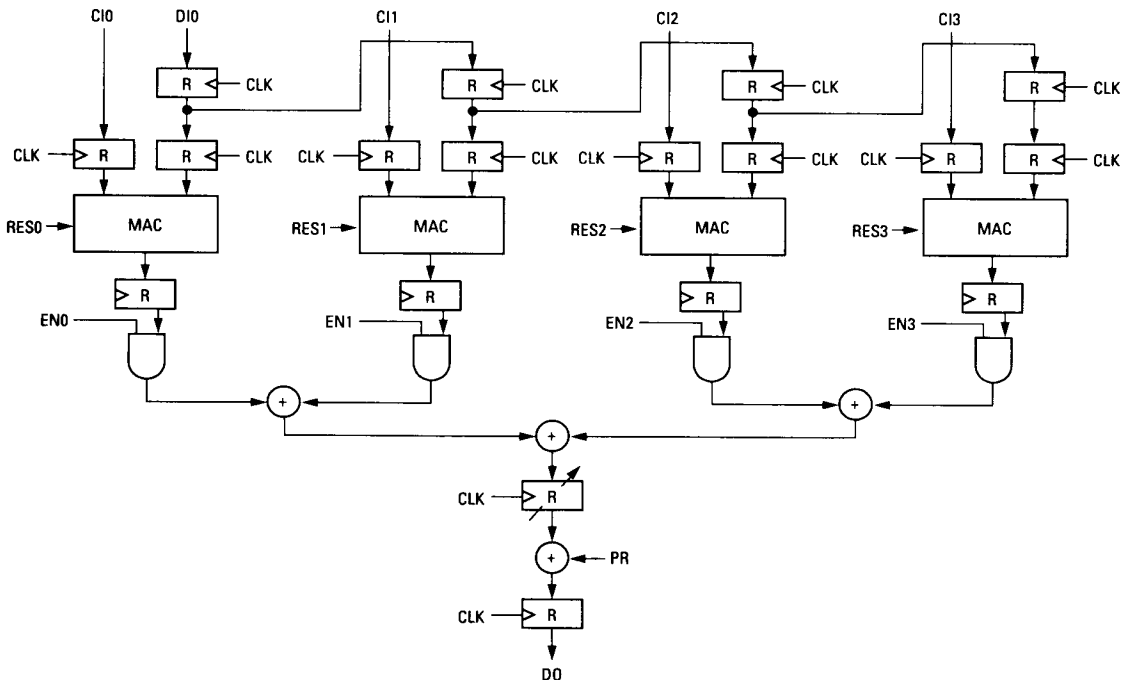 CI0 DI0 CI1 CI2 CI3
R CLK R CLK R CLK R CLK
CLK R R CLK CLK R R CLK CLK R R CLK CLK R R CLK
RES0 MAC RES1 MAC RES2 MAC RES3 MAC
R R R R
EN0 EN1 EN2 EN3
+ +
+
CLK R
+ PR
CLK R
DO